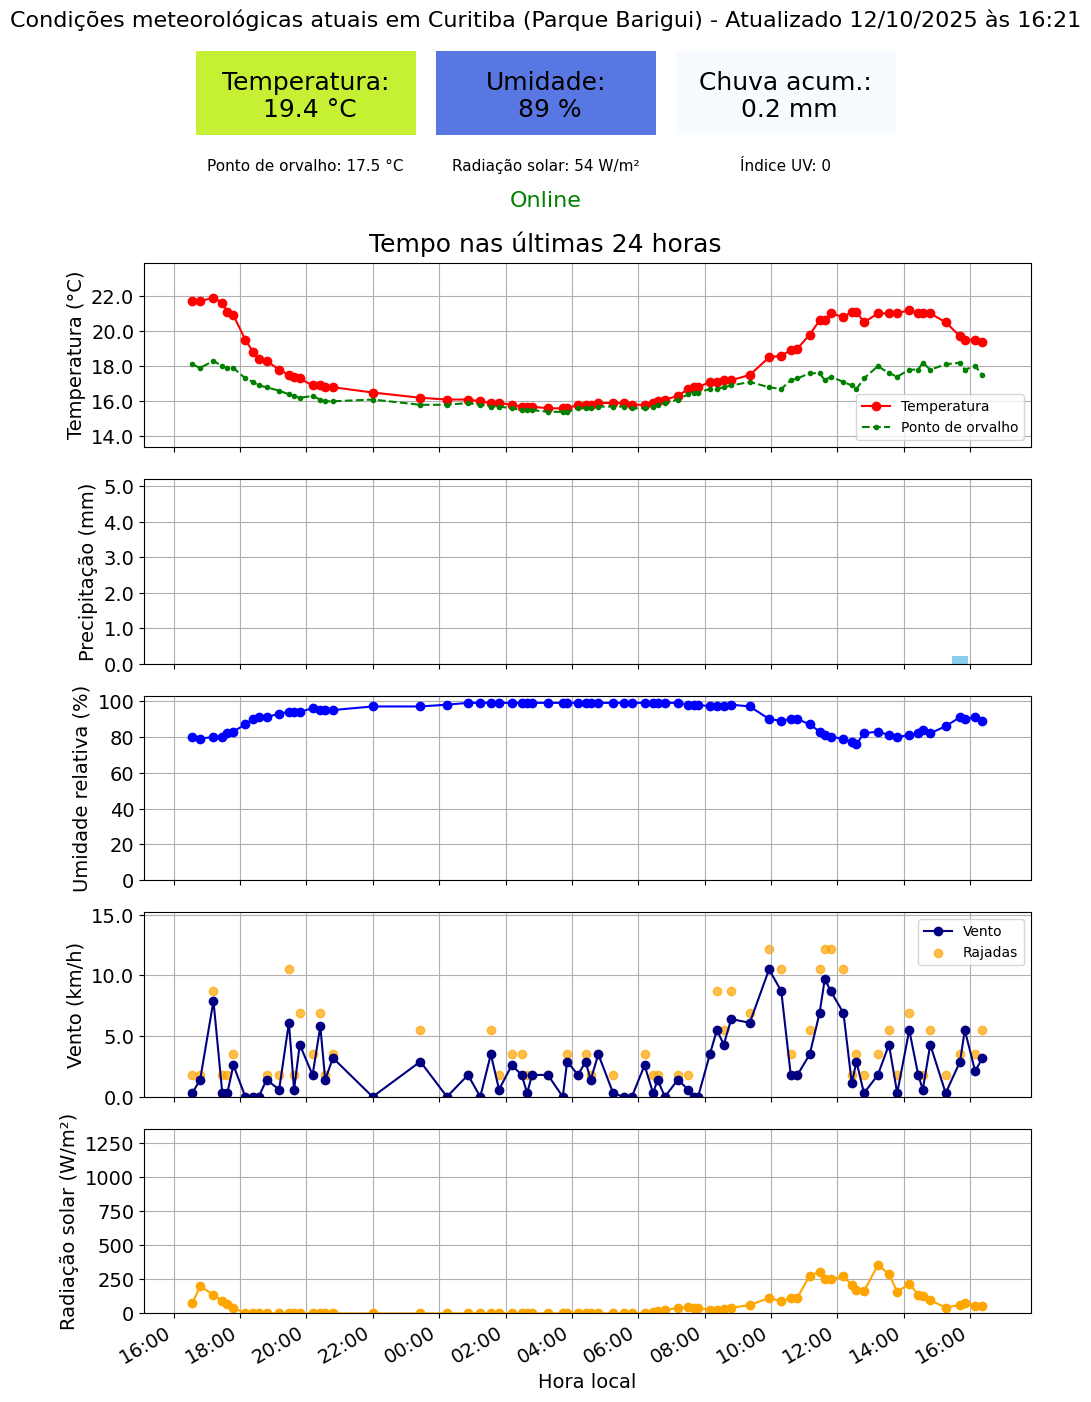 Condições meteorológicas atuais em Curitiba (Parque Barigui) - Atualizado 12/10/2025 às 16:21
Temperatura:
19.4 °C
Umidade:
89 %
Chuva acum.:
0.2 mm
Ponto de orvalho: 17.5 °C
Radiação solar: 54 W/m²
Índice UV: 0
Online
Tempo nas últimas 24 horas
Temperatura (°C)
22.0
20.0
18.0
16.0
14.0
Temperatura
Ponto de orvalho
Precipitação (mm)
5.0
4.0
3.0
2.0
1.0
0.0
Umidade relativa (%)
100
80
60
40
20
0
Vento (km/h)
15.0
10.0
5.0
0.0
Vento
Rajadas
Radiação solar (W/m²)
1250
1000
750
500
250
0
16:00
18:00
20:00
22:00
00:00
02:00
04:00
06:00
08:00
10:00
12:00
14:00
16:00
Hora local